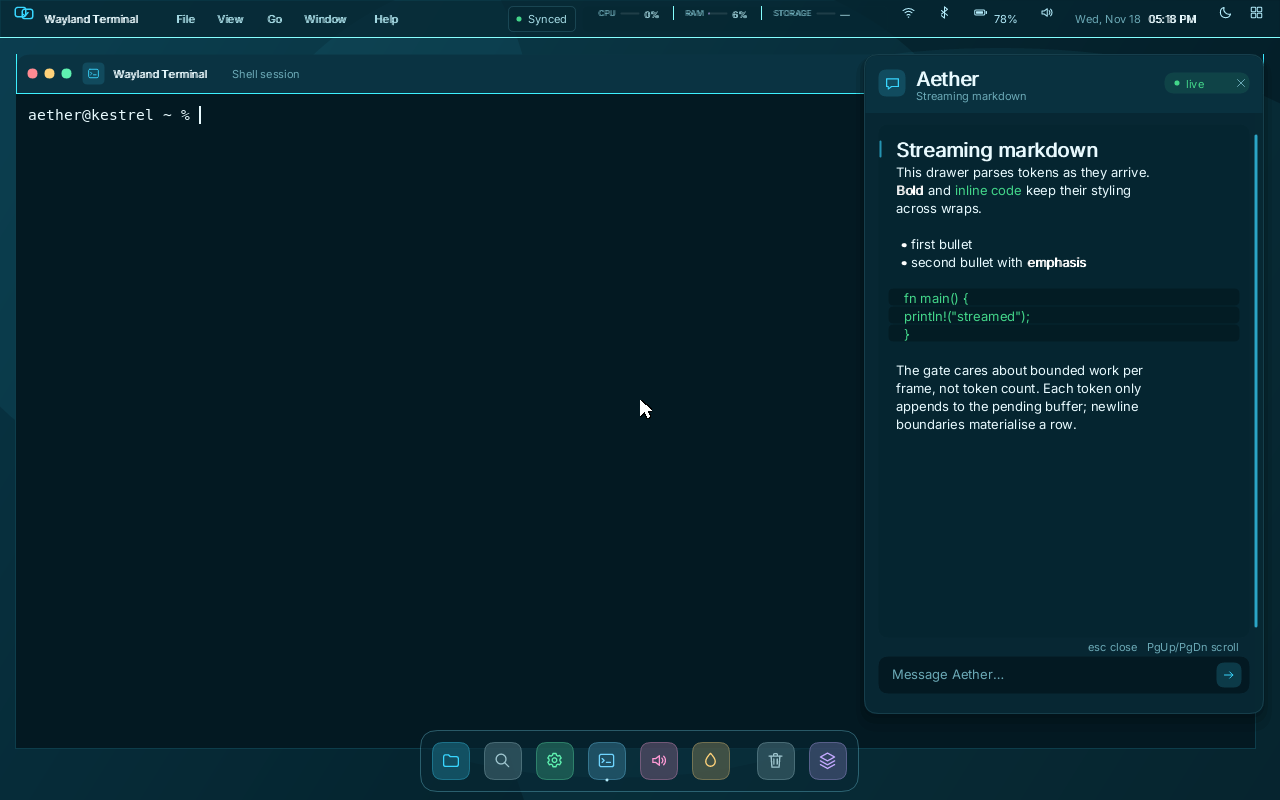 Wayland Terminal File View Go Window Help Synced CPU 0% RAM 6% STORAGE — 78% Wed, Nov 18 05:18 PM
Wayland Terminal Shell session
aether@kestrel ~ %
Aether
live
Streaming markdown
Streaming markdown
This drawer parses tokens as they arrive.
Bold and inline code keep their styling
across wraps.
• first bullet
• second bullet with emphasis
fn main() {
println!("streamed");
}
The gate cares about bounded work per
frame, not token count. Each token only
appends to the pending buffer; newline
boundaries materialise a row.
esc close PgUp/PgDn scroll
Message Aether...